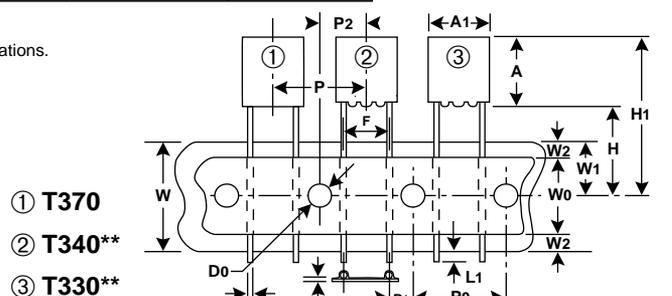 P2
A1
ations.
① ② ③
P
A
F
H1
H
W2
W1
W
W0
① T370
② T340**
W2
D0
L1
③ T330**